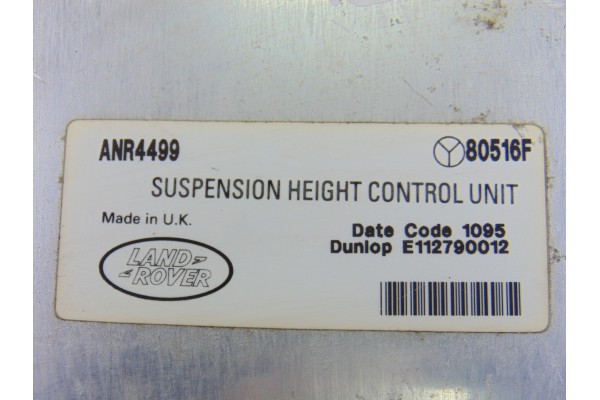 ANR4499 80516F
SUSPENSION HEIGHT CONTROL UNIT
Made in U.K.
Date Code 1095
Dunlop E112790012
LAND
ROVER